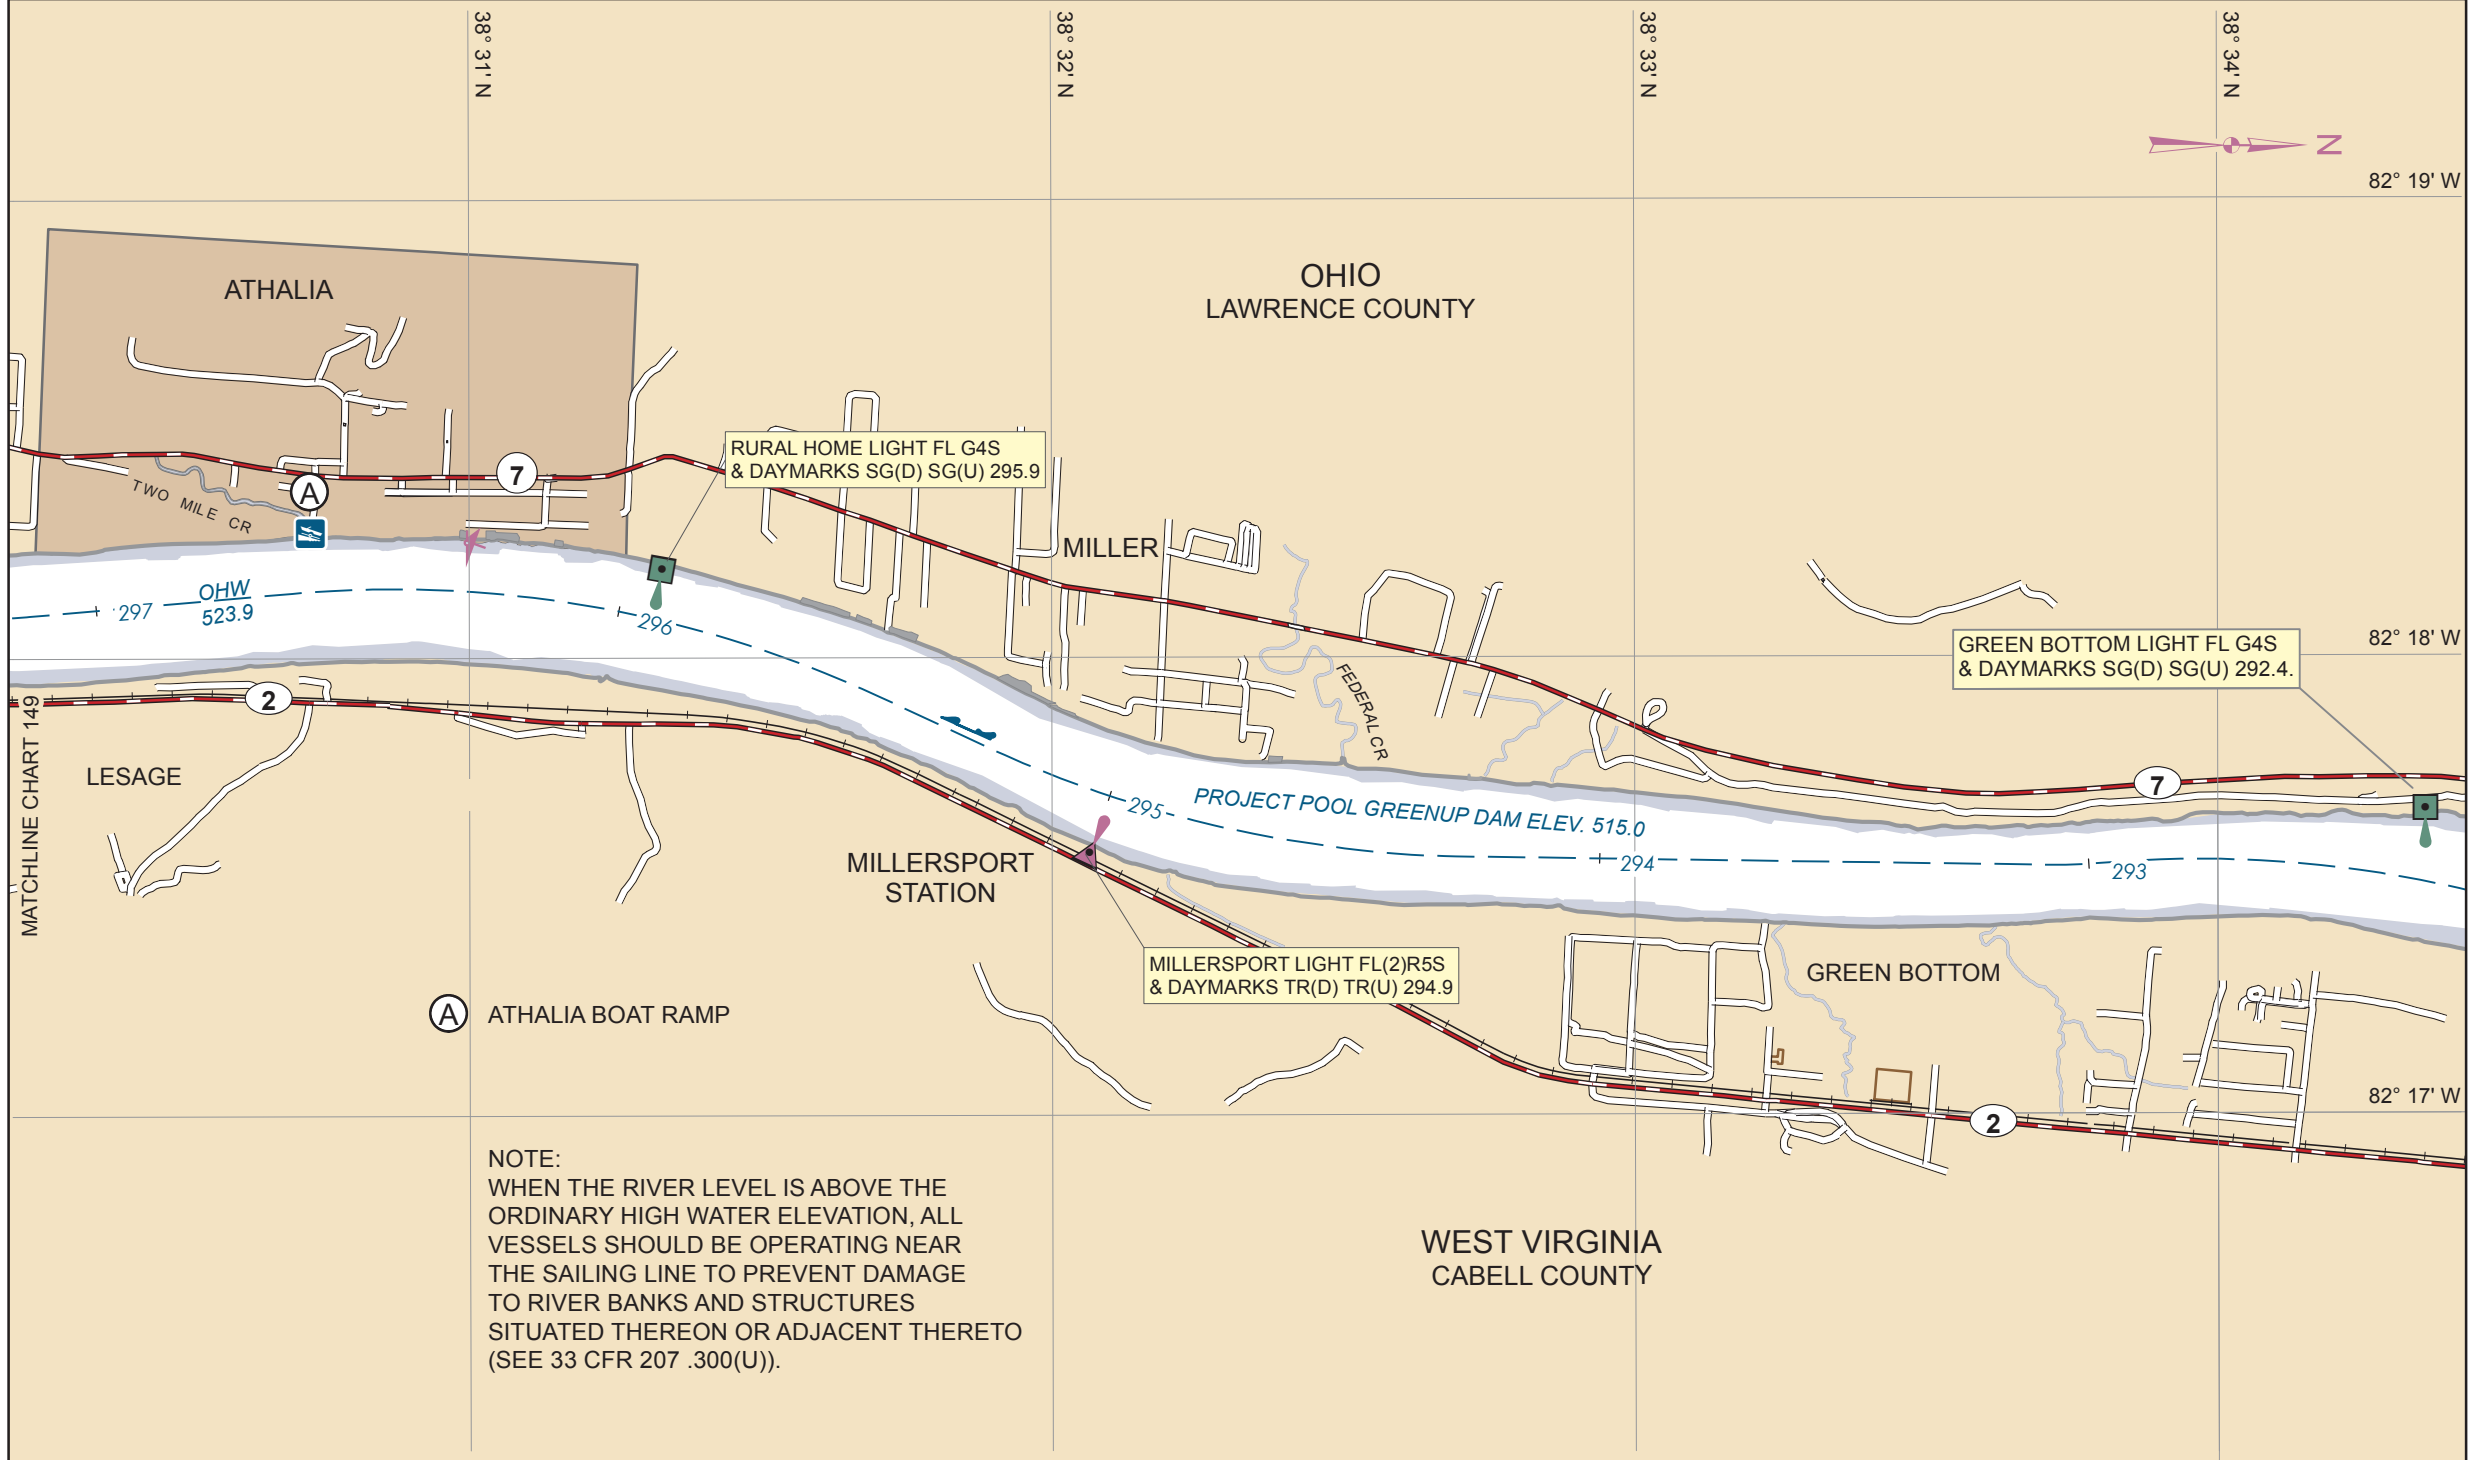 38° 31' N
38° 32' N
38° 33' N
38° 34' N
N
82° 19' W
ATHALIA
OHIO
LAWRENCE COUNTY
RURAL HOME LIGHT FL G4S
& DAYMARKS SG(D) SG(U) 295.9
7
A
TWO MILE CR
MILLER
297
OHW
523.9
296
FEDERAL CR
GREEN BOTTOM LIGHT FL G4S
& DAYMARKS SG(D) SG(U) 292.4.
82° 18' W
2
MATCHLINE CHART 149
LESAGE
7
295
PROJECT POOL GREENUP DAM ELEV. 515.0
294
293
MILLERSPORT
STATION
MILLERSPORT LIGHT FL(2)R5S
& DAYMARKS TR(D) TR(U) 294.9
GREEN BOTTOM
A
ATHALIA BOAT RAMP
82° 17' W
2
NOTE:
WHEN THE RIVER LEVEL IS ABOVE THE
ORDINARY HIGH WATER ELEVATION, ALL
VESSELS SHOULD BE OPERATING NEAR
THE SAILING LINE TO PREVENT DAMAGE
TO RIVER BANKS AND STRUCTURES
SITUATED THEREON OR ADJACENT THERETO
(SEE 33 CFR 207 .300(U)).
WEST VIRGINIA
CABELL COUNTY